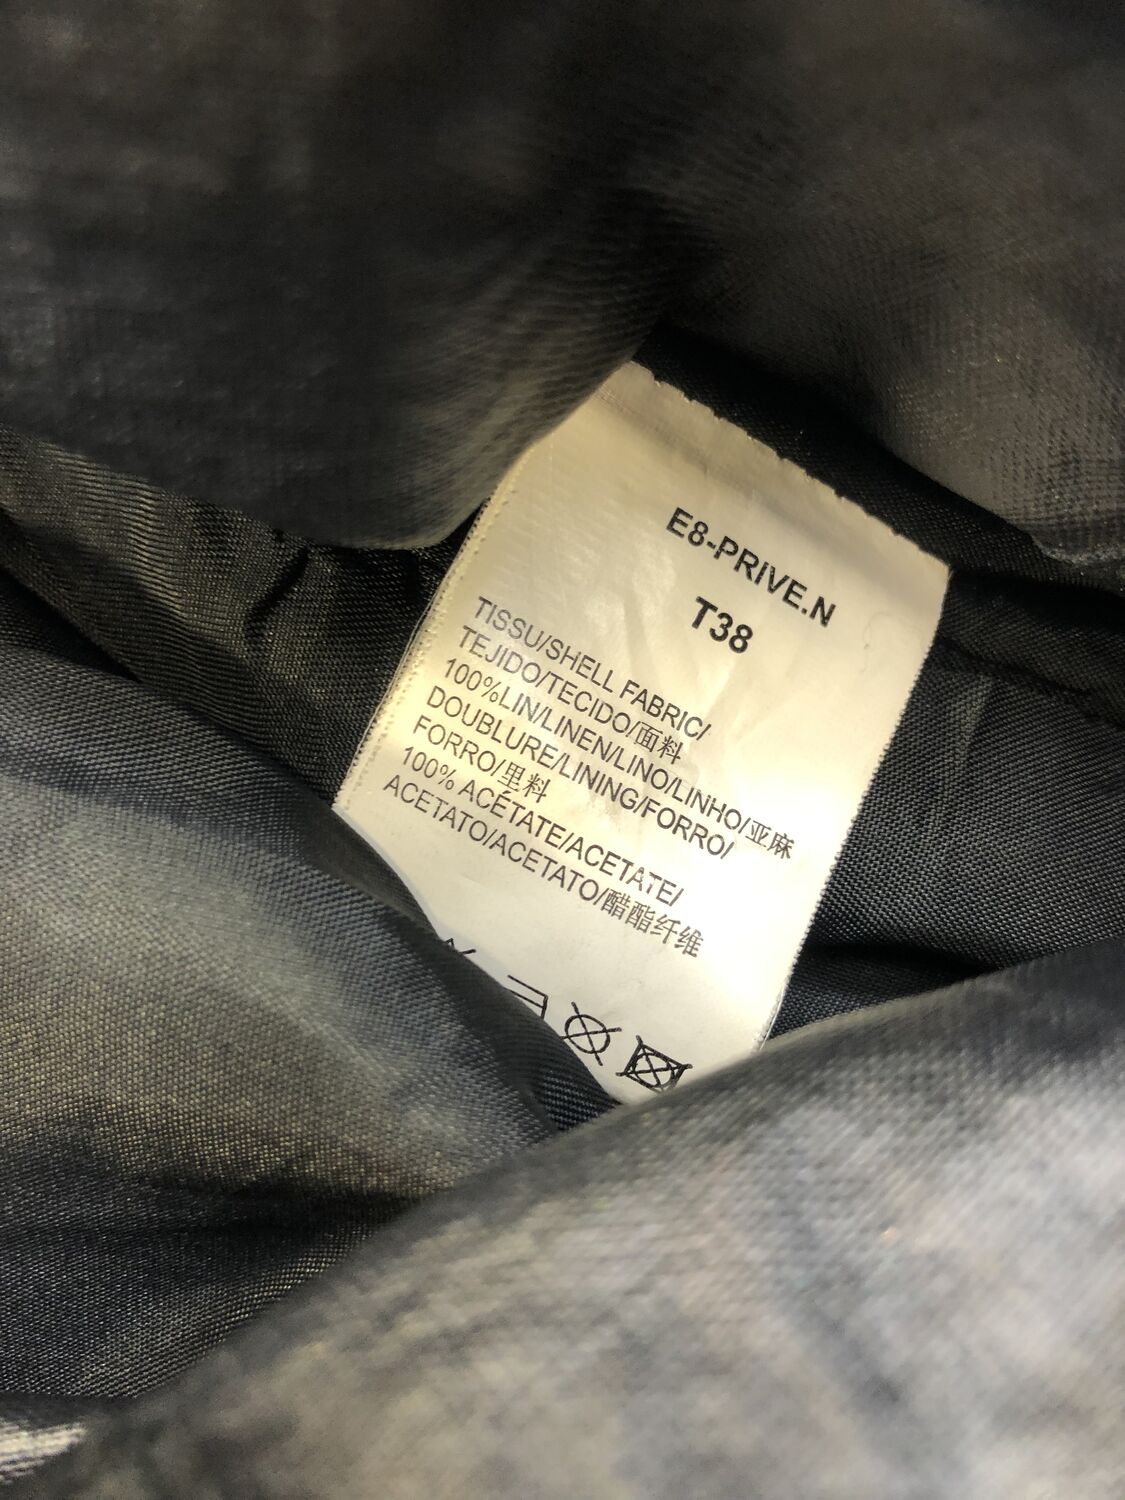 E8-PRIVE.N
T38
TISSU/SHELL FABRIC/
TEJIDO/TECIDO/面料
100%LIN/LINEN/LINO/LINHO/亚麻
DOUBLURE/LINING/FORRO/
FORRO/里料
100% ACÉTATE/ACETATE/
ACETATO/ACETATO/醋酯纤维